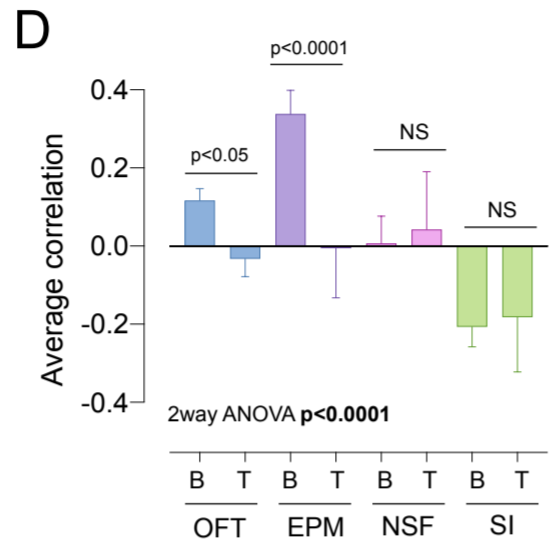 D
p<0.0001
p<0.05
NS
NS
Average correlation
0.4
0.2
0.0
-0.2
-0.4
2way ANOVA p<0.0001
B T B T B T B T
OFT EPM NSF SI